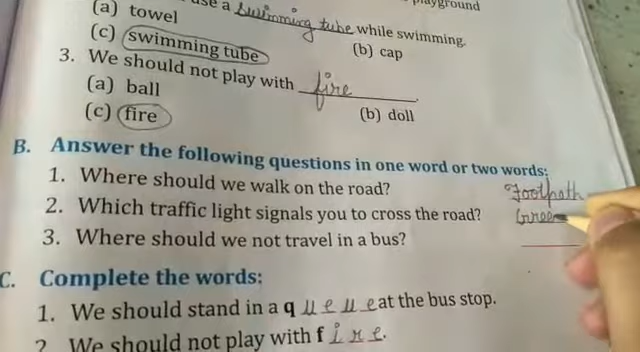 playground
(a) towel
use a swimming tube while swimming.
(c) swimming tube
(b) cap
3. We should not play with fire.
(a) ball
(b) doll
(c) fire
B. Answer the following questions in one word or two words:
1. Where should we walk on the road? Footpath
2. Which traffic light signals you to cross the road? Green
3. Where should we not travel in a bus?
C. Complete the words:
1. We should stand in a q u e u e at the bus stop.
2. We should not play with f i r e.